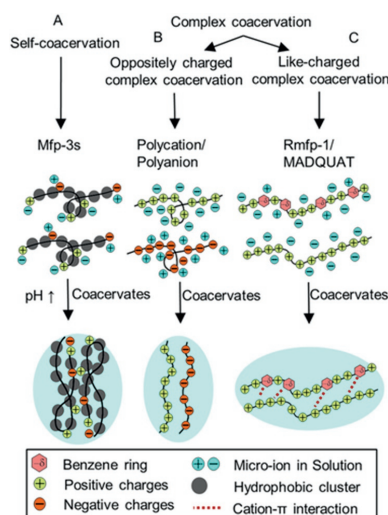 A
Self-coacervation
Complex coacervation
B
Oppositely charged
complex coacervation
C
Like-charged
complex coacervation
Mfp-3s
Polycation/
Polyanion
Rmfp-1/
MADQUAT
pH ↑
Coacervates
Coacervates
Coacervates
Benzene ring
Positive charges
Negative charges
Micro-ion in Solution
Hydrophobic cluster
Cation-π interaction